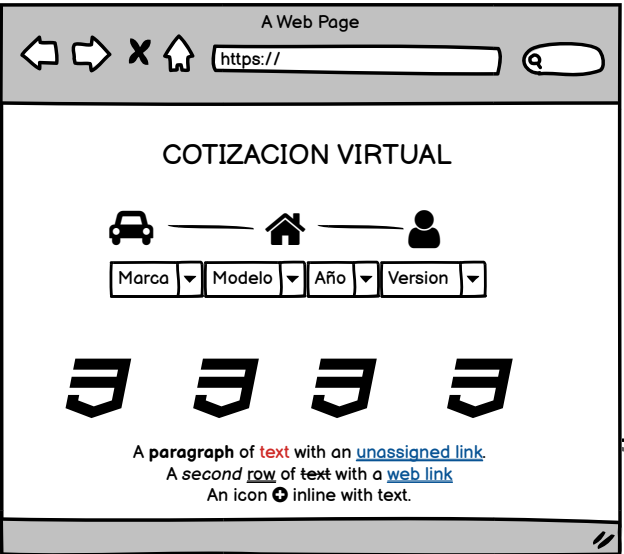 A Web Page
https://
COTIZACION VIRTUAL
Marca Modelo Año Version
A paragraph of text with an unassigned link.
A second row of text with a web link
An icon inline with text.